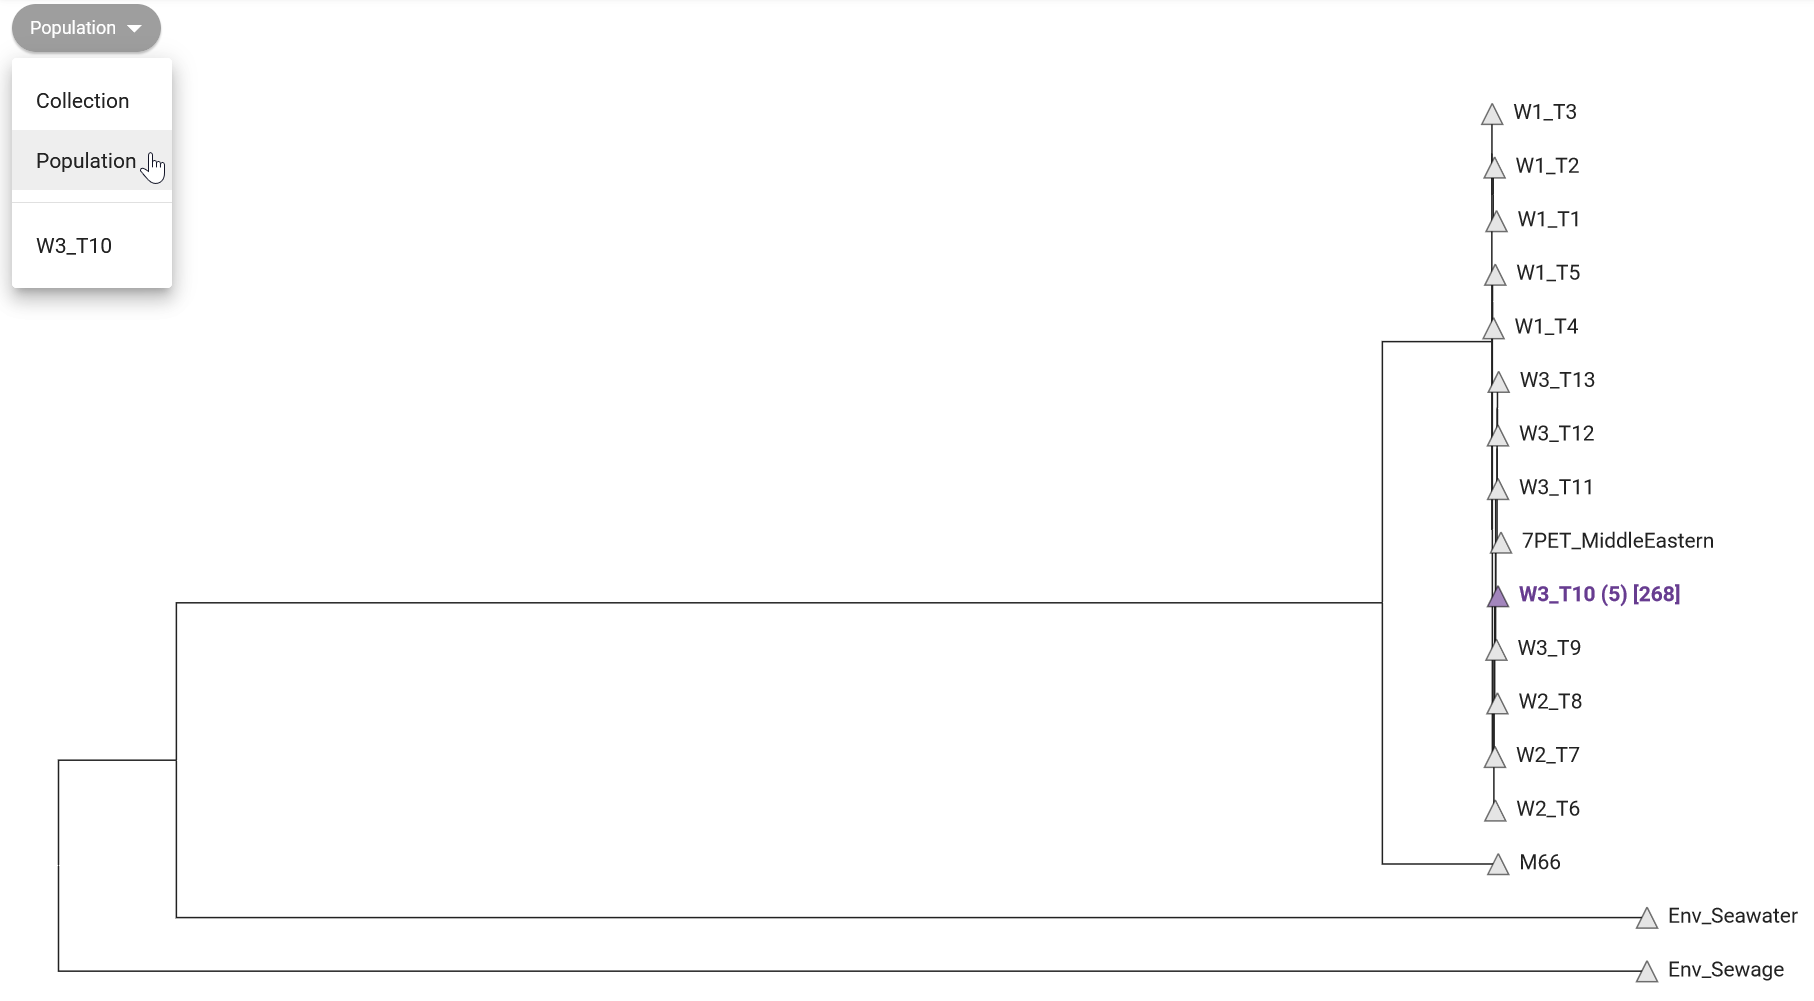 Population
Collection
Population
W3_T10
W1_T3
W1_T2
W1_T1
W1_T5
W1_T4
W3_T13
W3_T12
W3_T11
7PET_MiddleEastern
W3_T10 (5) [268]
W3_T9
W2_T8
W2_T7
W2_T6
M66
Env_Seawater
Env_Sewage